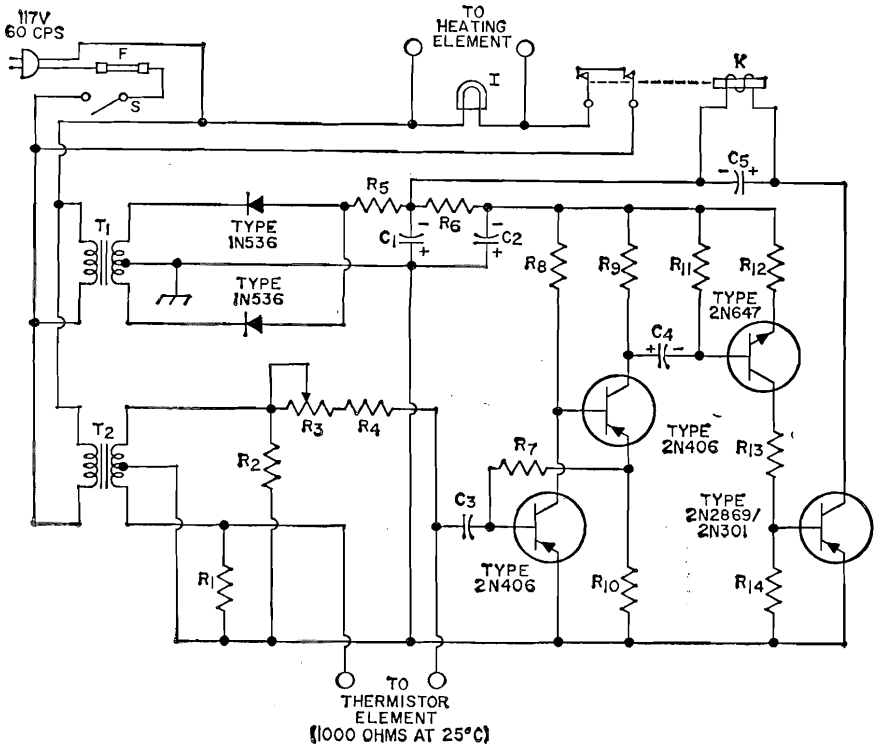 117V
60 CPS
F
S
TO
HEATING
ELEMENT
I
K
C5
- +
T1
TYPE
1N536
TYPE
1N536
R5
R6
C1
-
+
C2
-
+
R8
R9
R11
R12
TYPE
2N647
C4
+ -
T2
R3
R4
R2
R7
TYPE
2N406
R13
C3
TYPE
2N406
TYPE
2N2869/
2N301
R1
R10
R14
TO
THERMISTOR
ELEMENT
(1000 OHMS AT 25°C)